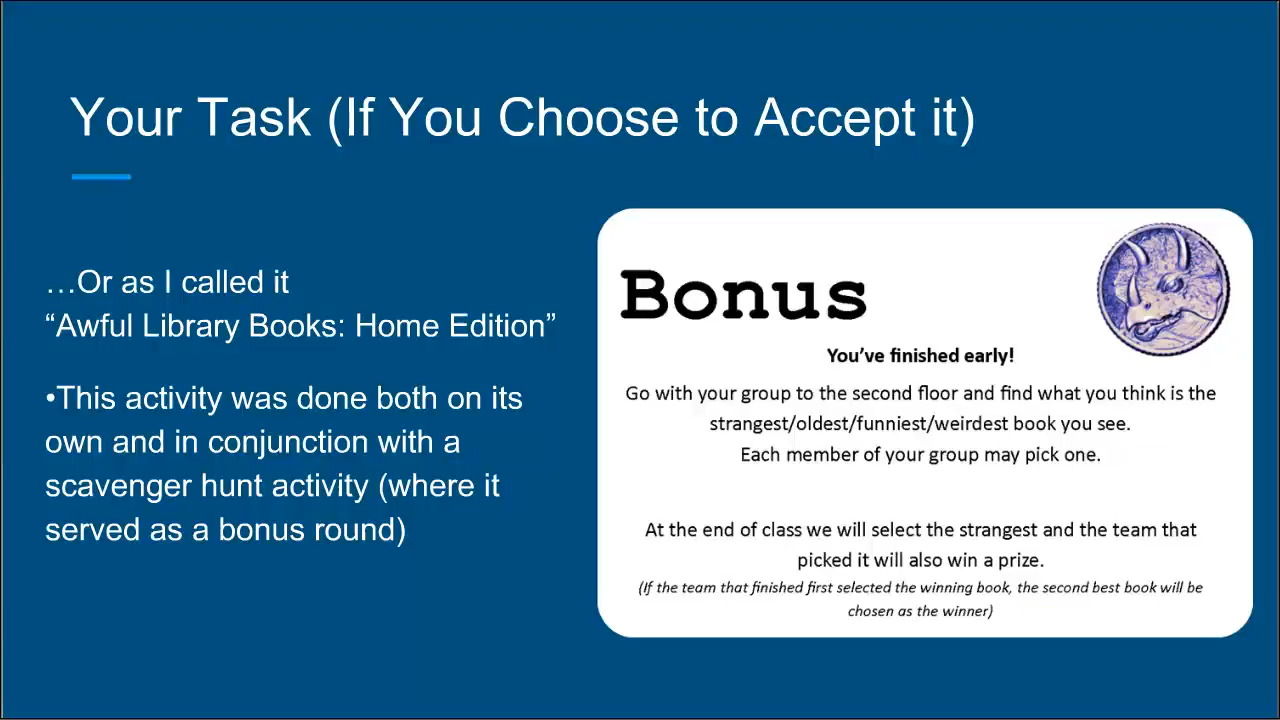 Your Task (If You Choose to Accept it)
…Or as I called it
“Awful Library Books: Home Edition”
•This activity was done both on its
own and in conjunction with a
scavenger hunt activity (where it
served as a bonus round)
Bonus
You’ve finished early!
Go with your group to the second floor and find what you think is the
strangest/oldest/funniest/weirdest book you see.
Each member of your group may pick one.
At the end of class we will select the strangest and the team that
picked it will also win a prize.
(If the team that finished first selected the winning book, the second best book will be
chosen as the winner)